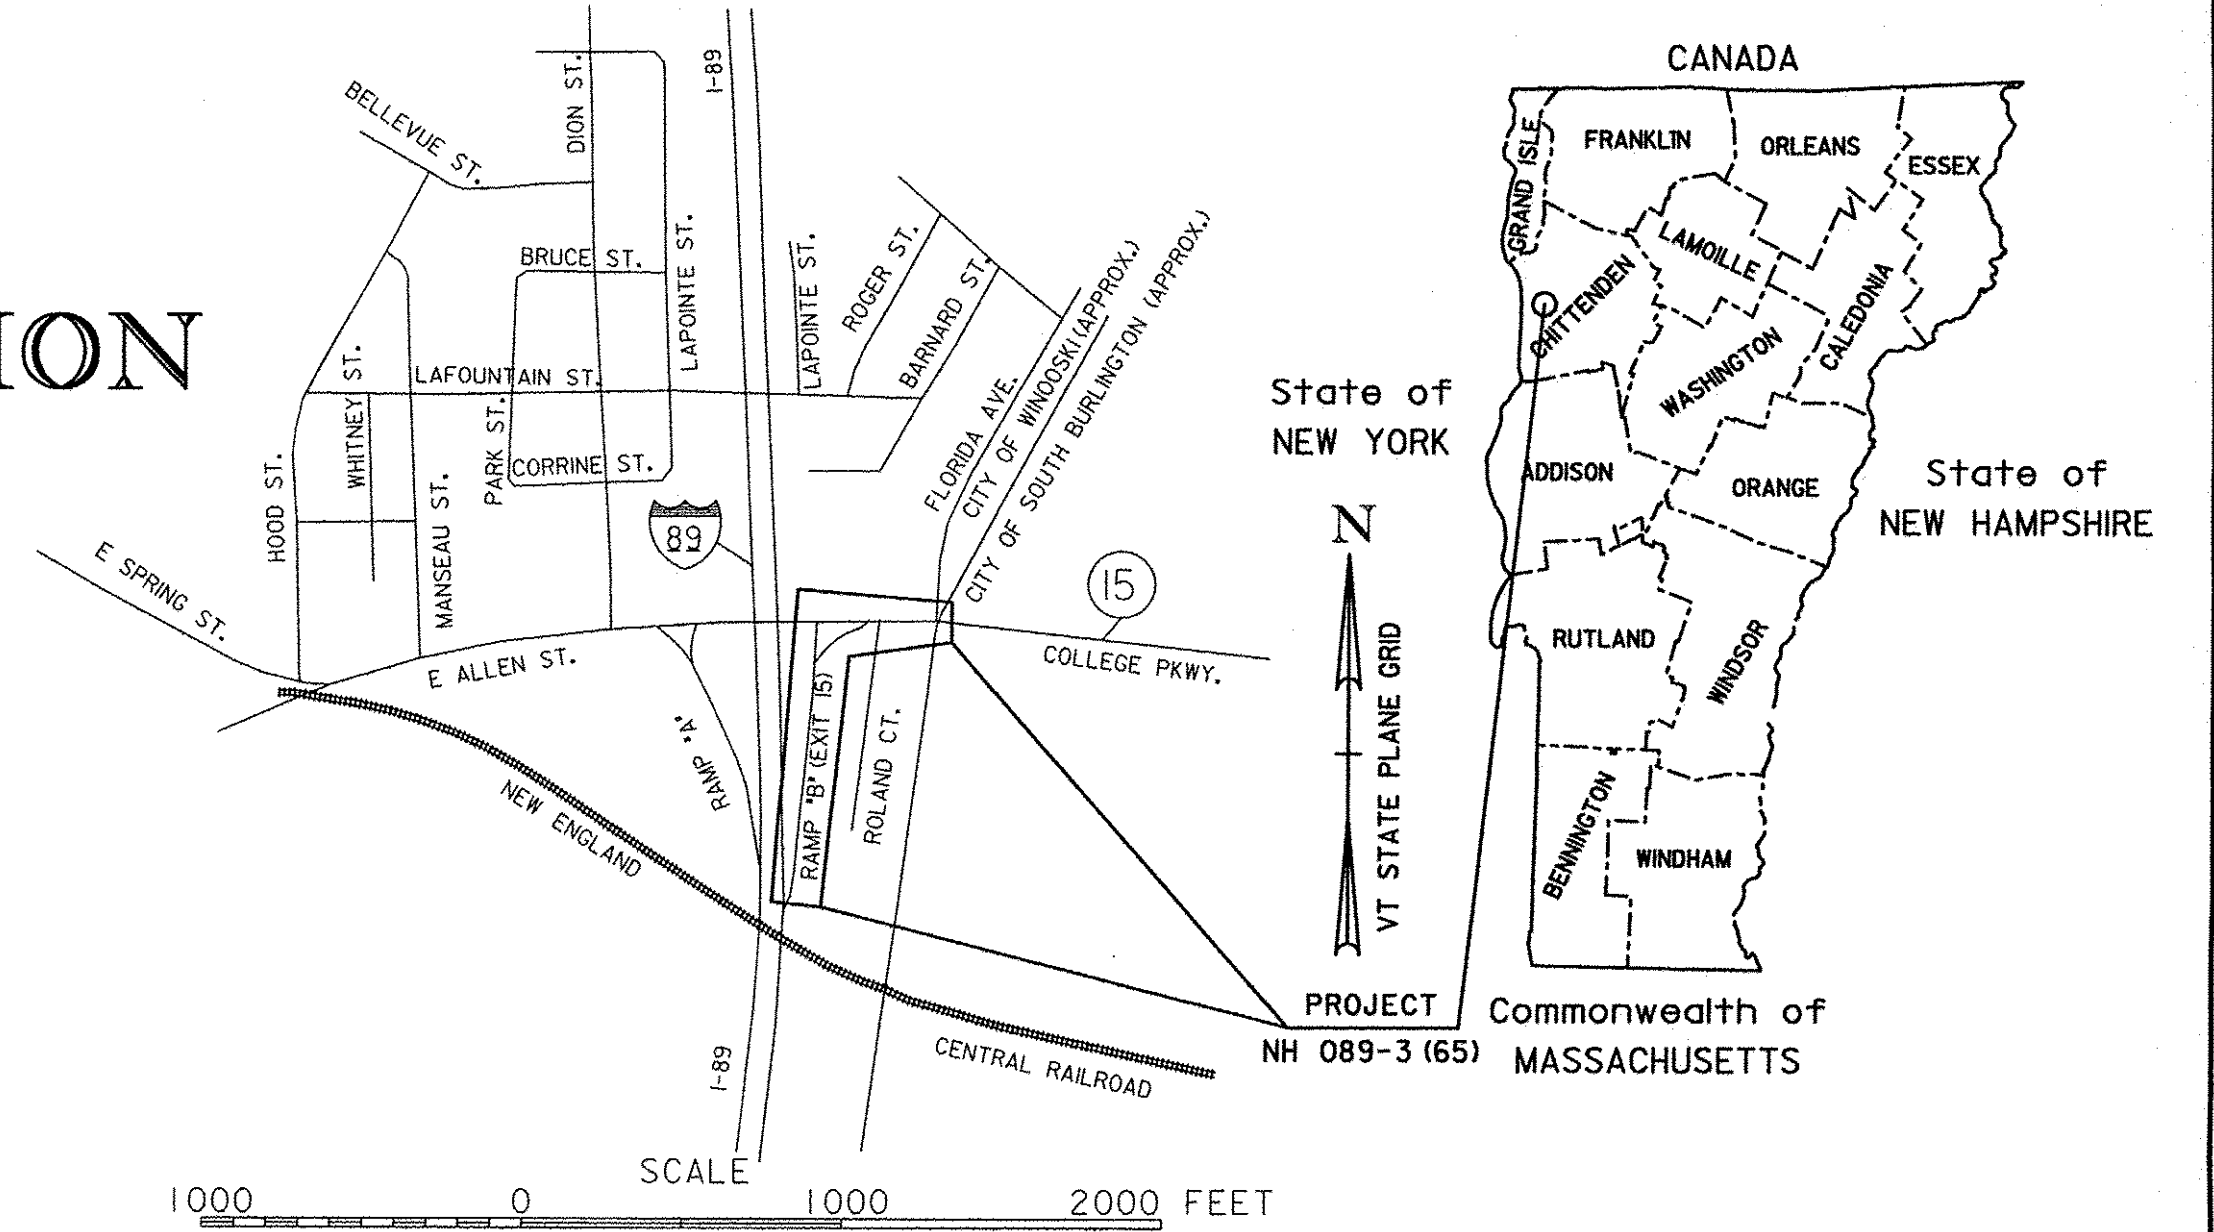 ION
BELLEVUE ST.
DION ST.
I-89
BRUCE ST.
LAPOINTE ST.
LAPOINTE ST.
ROGER ST.
BARNARD ST.
LAFOUNTAIN ST.
WHITNEY ST.
PARK ST.
CORRINE ST.
HOOD ST.
MANSEAU ST.
FLORIDA AVE.
CITY OF WINOOSKI (APPROX.)
CITY OF SOUTH BURLINGTON (APPROX.)
89
15
E SPRING ST.
E ALLEN ST.
COLLEGE PKWY.
RAMP "A"
RAMP "B" (EXIT 15)
ROLAND CT.
NEW ENGLAND
CENTRAL RAILROAD
I-89
SCALE
1000 0 1000 2000 FEET
N
VT STATE PLANE GRID
PROJECT
NH 089-3 (65)
CANADA
GRAND ISLE
FRANKLIN
ORLEANS
ESSEX
LAMOILLE
CHITTENDEN
CALEDONIA
WASHINGTON
State of
NEW YORK
ADDISON
ORANGE
State of
NEW HAMPSHIRE
RUTLAND
WINDSOR
BENNINGTON
WINDHAM
Commonwealth of
MASSACHUSETTS